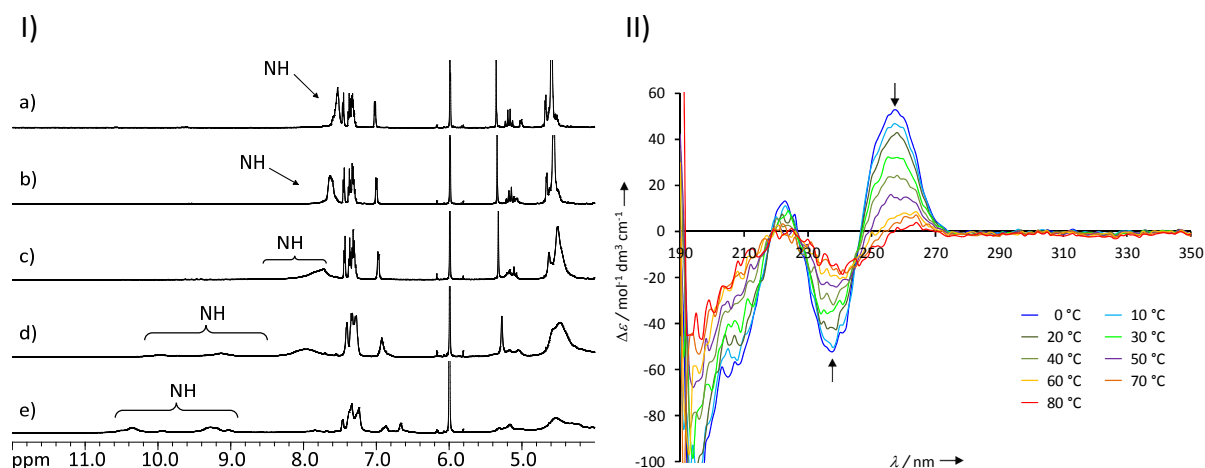 I)
NH
a)
NH
b)
NH
c)
NH
d)
NH
e)
ppm 10.0 9.0 8.0 7.0 6.0 5.0
II)
60
40
20
0
-20
-40
-60
-80
-100
190 210 230 250 270 290 310 330 350
Δε / mol⁻¹ dm³ cm⁻¹
0 °C 10 °C
20 °C 30 °C
40 °C 50 °C
60 °C 70 °C
80 °C
λ / nm